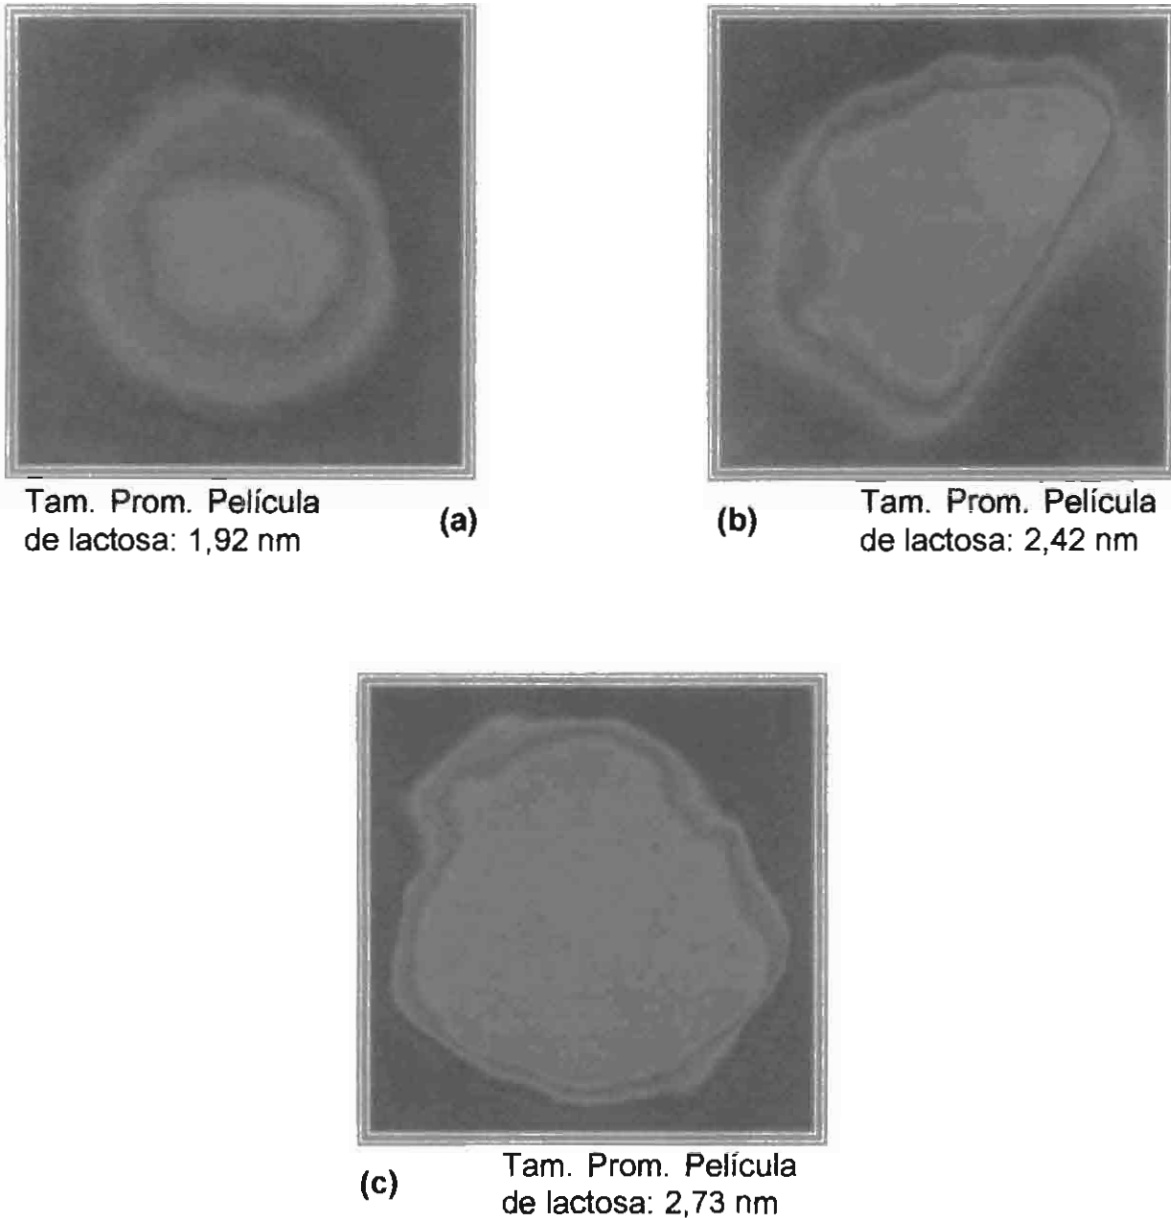 Tam. Prom. Película
de lactosa: 1,92 nm
(a)
(b)
Tam. Prom. Película
de lactosa: 2,42 nm
(c)
Tam. Prom. Película
de lactosa: 2,73 nm